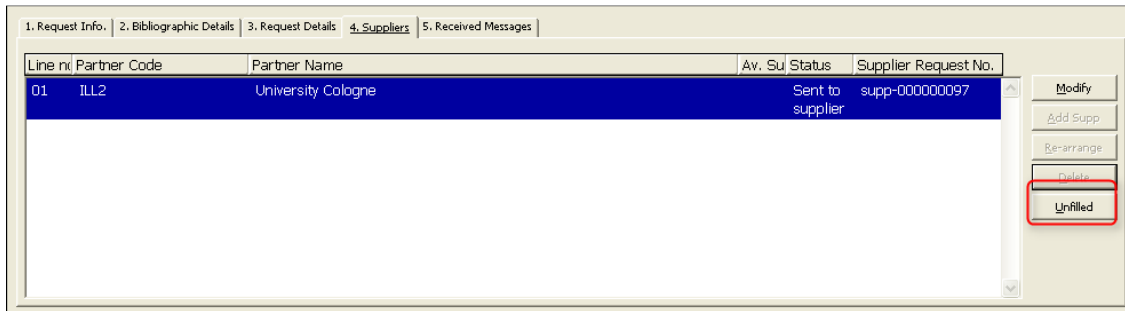 1. Request Info. 2. Bibliographic Details 3. Request Details 4. Suppliers 5. Received Messages
Line no Partner Code Partner Name Av. Su Status Supplier Request No.
01 ILL2 University Cologne Sent to supp-000000097
supplier
Modify
Add Supp
Re-arrange
Delete
Unfilled